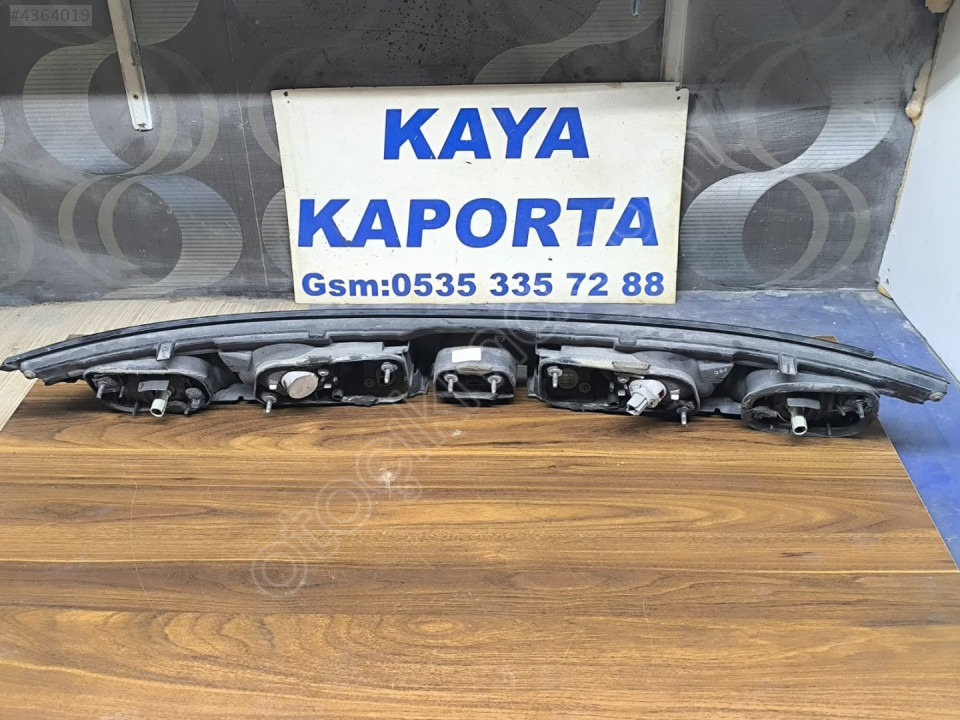 #4364019
KAYA
KAPORTA
Gsm:0535 335 72 88